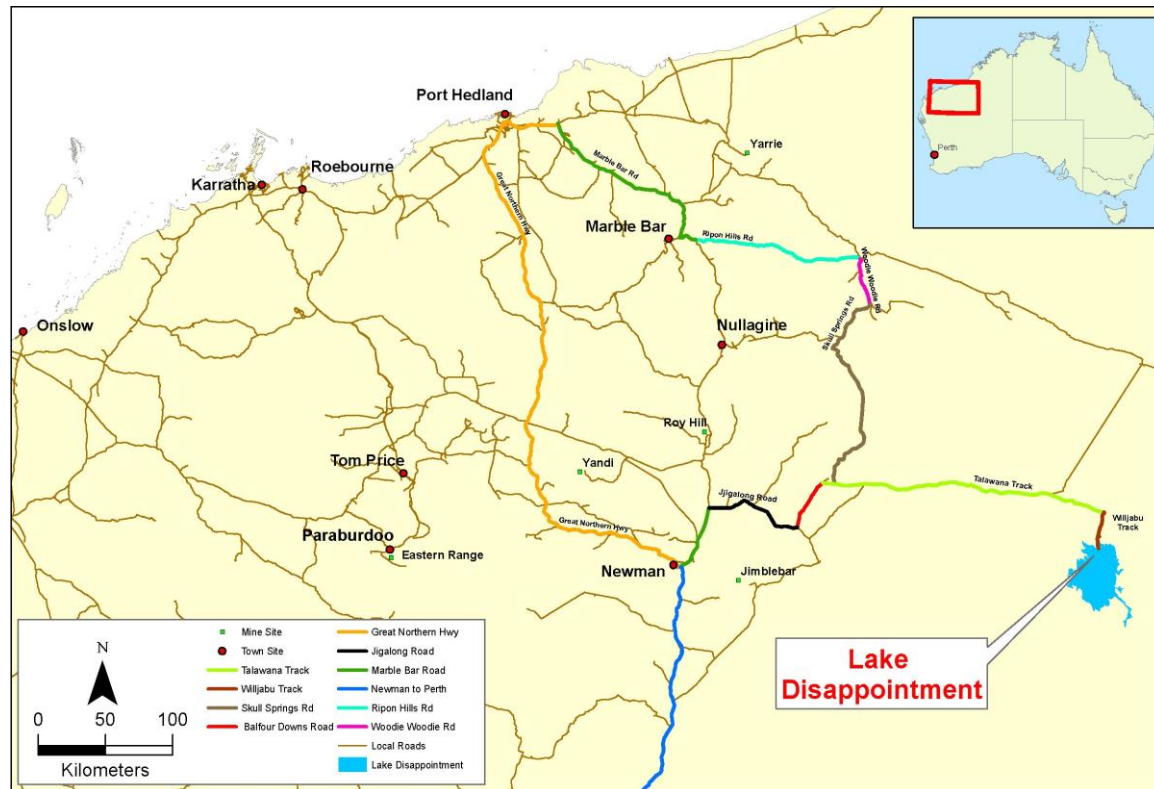 Port Hedland
Yarrie
Perth
Roebourne
Karratha
Marble Bar Rd
Great Northern Hwy
Marble Bar
Ripon Hills Rd
Woodie Woodie Rd
Onslow
Nullagine
Skull Springs Rd
Roy Hill
Yandi
Tom Price
Jjigalong Road
Talawana Track
Willjabu
Track
Great Northern Hwy
Paraburdoo
Eastern Range
Newman
Jimblebar
Lake
Disappointment
N
0 50 100
Kilometers
Mine Site
Town Site
Talawana Track
Willjabu Track
Skull Springs Rd
Balfour Downs Road
Great Northern Hwy
Jigalong Road
Marble Bar Road
Newman to Perth
Ripon Hills Rd
Woodie Woodie Rd
Local Roads
Lake Disappointment